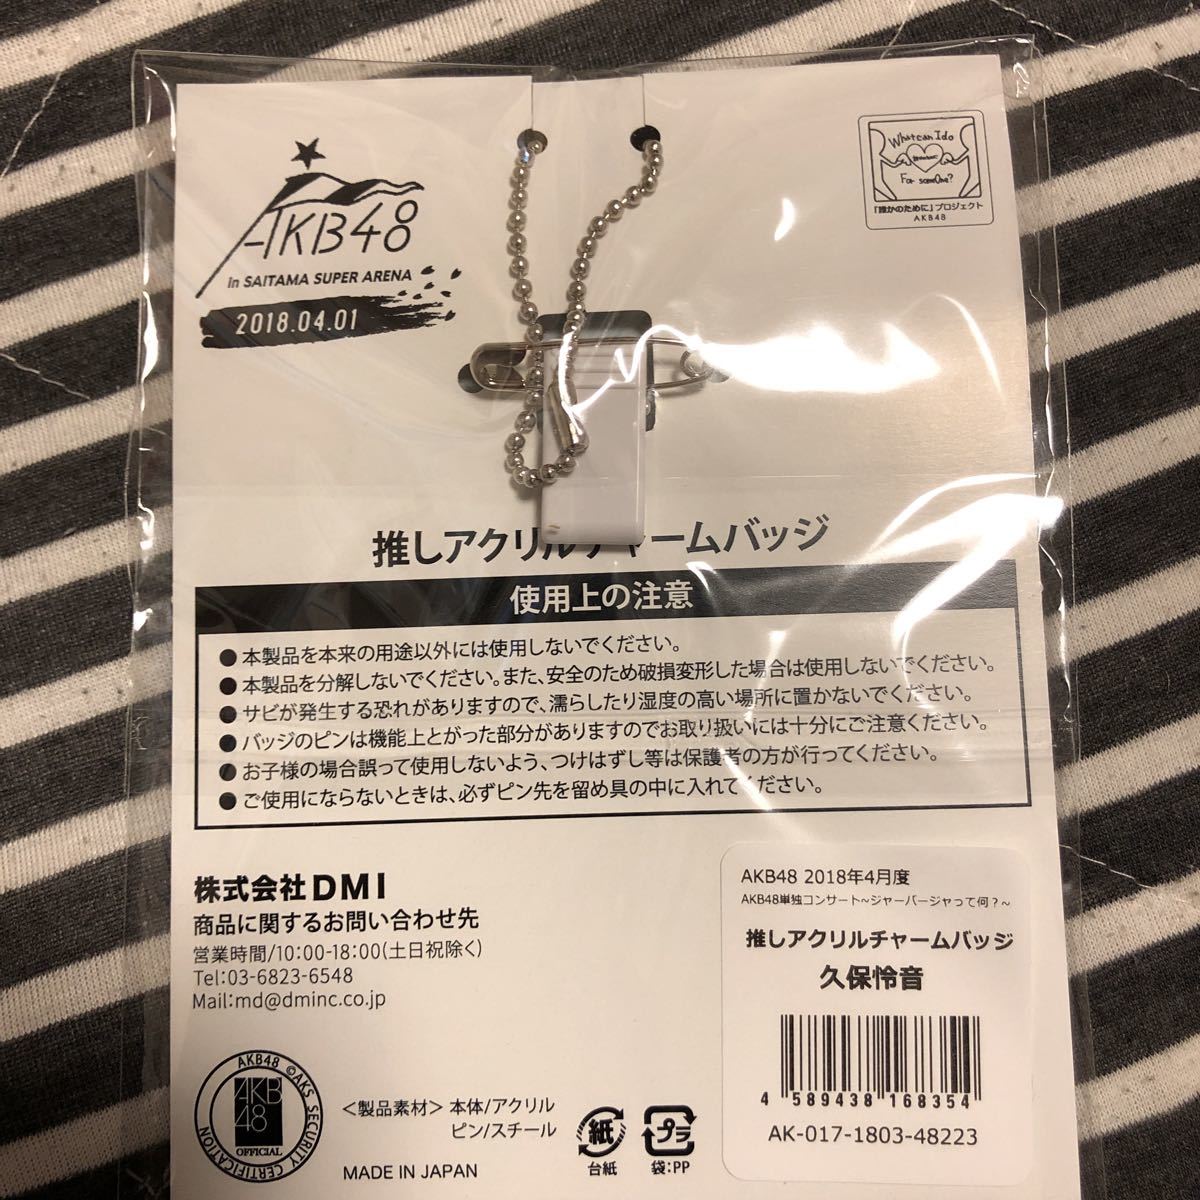 AKB48
in SAITAMA SUPER ARENA
2018.04.01
What can I do
For someone?
「誰かのために」プロジェクト
AKB48
推しアクリルチャームバッジ
使用上の注意
●本製品を本来の用途以外には使用しないでください。
●本製品を分解しないでください。また、安全のため破損変形した場合は使用しないでください。
●サビが発生する恐れがありますので、濡らしたり湿度の高い場所に置かないでください。
●バッジのピンは機能上とがった部分がありますのでお取り扱いには十分にご注意ください。
●お子様の場合誤って使用しないよう、つけはずし等は保護者の方が行ってください。
●ご使用にならないときは、必ずピン先を留め具の中に入れてください。
株式会社DMI
商品に関するお問い合わせ先
営業時間/10:00-18:00(土日祝除く)
Tel:03-6823-6548
Mail:md@dminc.co.jp
AKB48 ©AKS SECURITY CERTIFICATION
AKB
48
OFFICIAL
<製品素材> 本体/アクリル
ピン/スチール
MADE IN JAPAN
紙
台紙
プラ
袋:PP
AKB48 2018年4月度
AKB48単独コンサート~ジャーバージャって何?~
推しアクリルチャームバッジ
久保怜音
4 589438 168354
AK-017-1803-48223